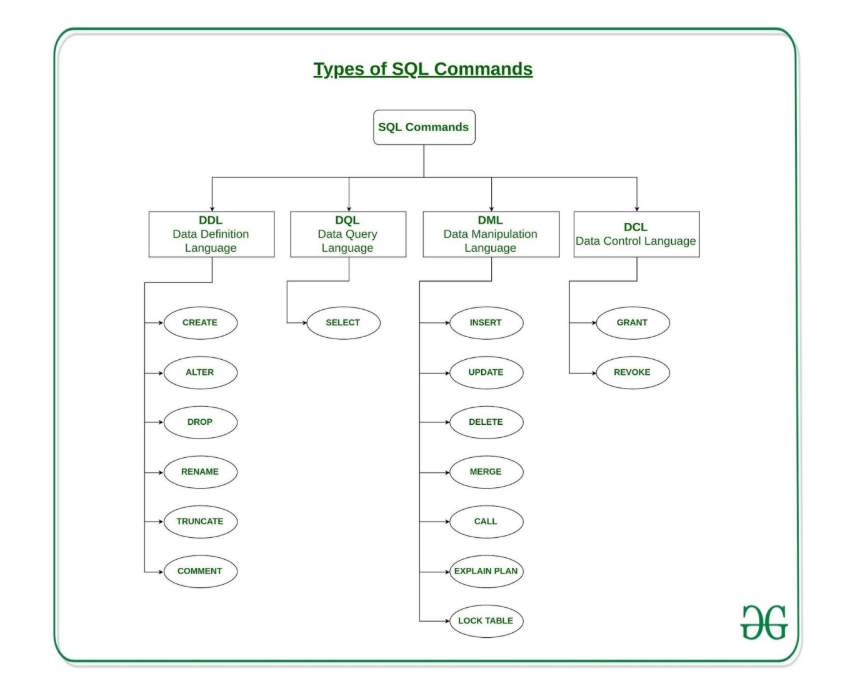 Types of SQL Commands
SQL Commands
DDL
Data Definition
Language
DQL
Data Query
Language
DML
Data Manipulation
Language
DCL
Data Control Language
CREATE
ALTER
DROP
RENAME
TRUNCATE
COMMENT
SELECT
INSERT
UPDATE
DELETE
MERGE
CALL
EXPLAIN PLAN
LOCK TABLE
GRANT
REVOKE